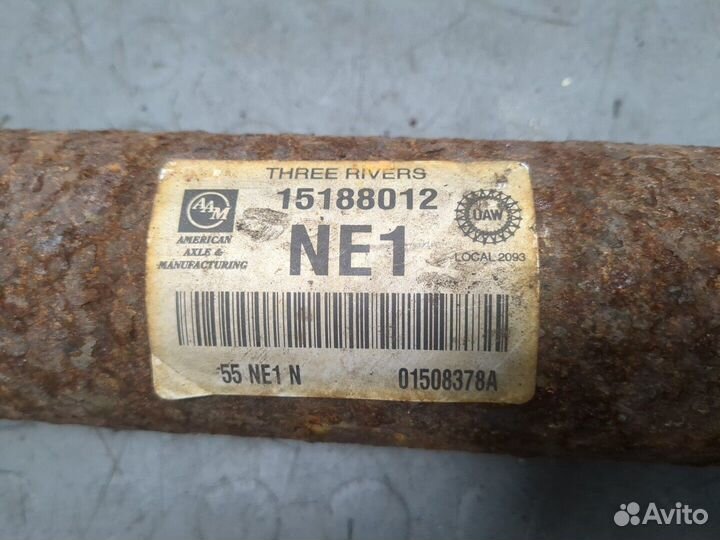 THREE RIVERS
15188012
AAM
AMERICAN
AXLE &
MANUFACTURING
NE1
UAW
LOCAL 2093
55 NE1 N
01508378A
Avito